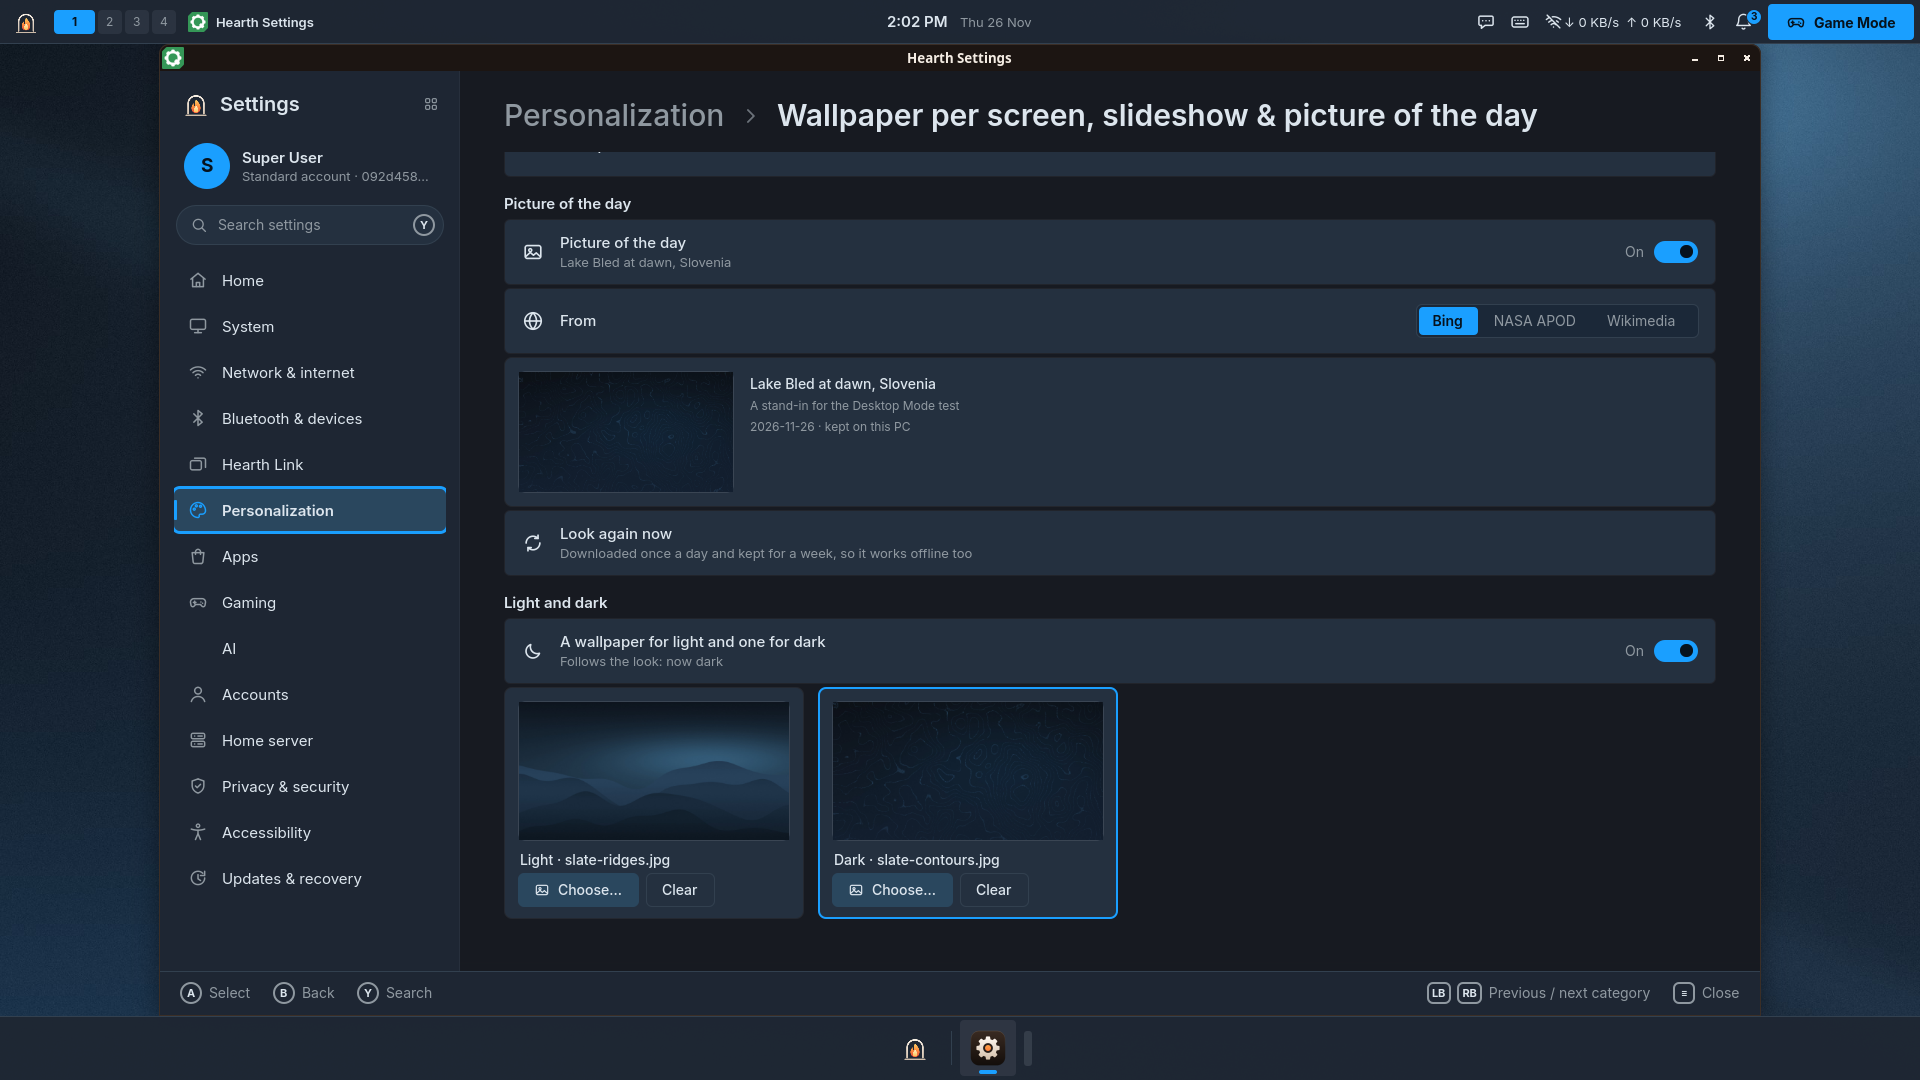 1
2
3
4
Hearth Settings
2:02 PM
Thu 26 Nov
0 KB/s
0 KB/s
3
Game Mode
Hearth Settings
Settings
S
Super User
Standard account · 092d458...
Search settings
Y
Home
System
Network & internet
Bluetooth & devices
Hearth Link
Personalization
Apps
Gaming
AI
Accounts
Home server
Privacy & security
Accessibility
Updates & recovery
Personalization
Wallpaper per screen, slideshow & picture of the day
Picture of the day
Picture of the day
Lake Bled at dawn, Slovenia
On
From
Bing
NASA APOD
Wikimedia
Lake Bled at dawn, Slovenia
A stand-in for the Desktop Mode test
2026-11-26 · kept on this PC
Look again now
Downloaded once a day and kept for a week, so it works offline too
Light and dark
A wallpaper for light and one for dark
Follows the look: now dark
On
Light · slate-ridges.jpg
Choose...
Clear
Dark · slate-contours.jpg
Choose...
Clear
A Select
B Back
Y Search
LB RB Previous / next category
Close